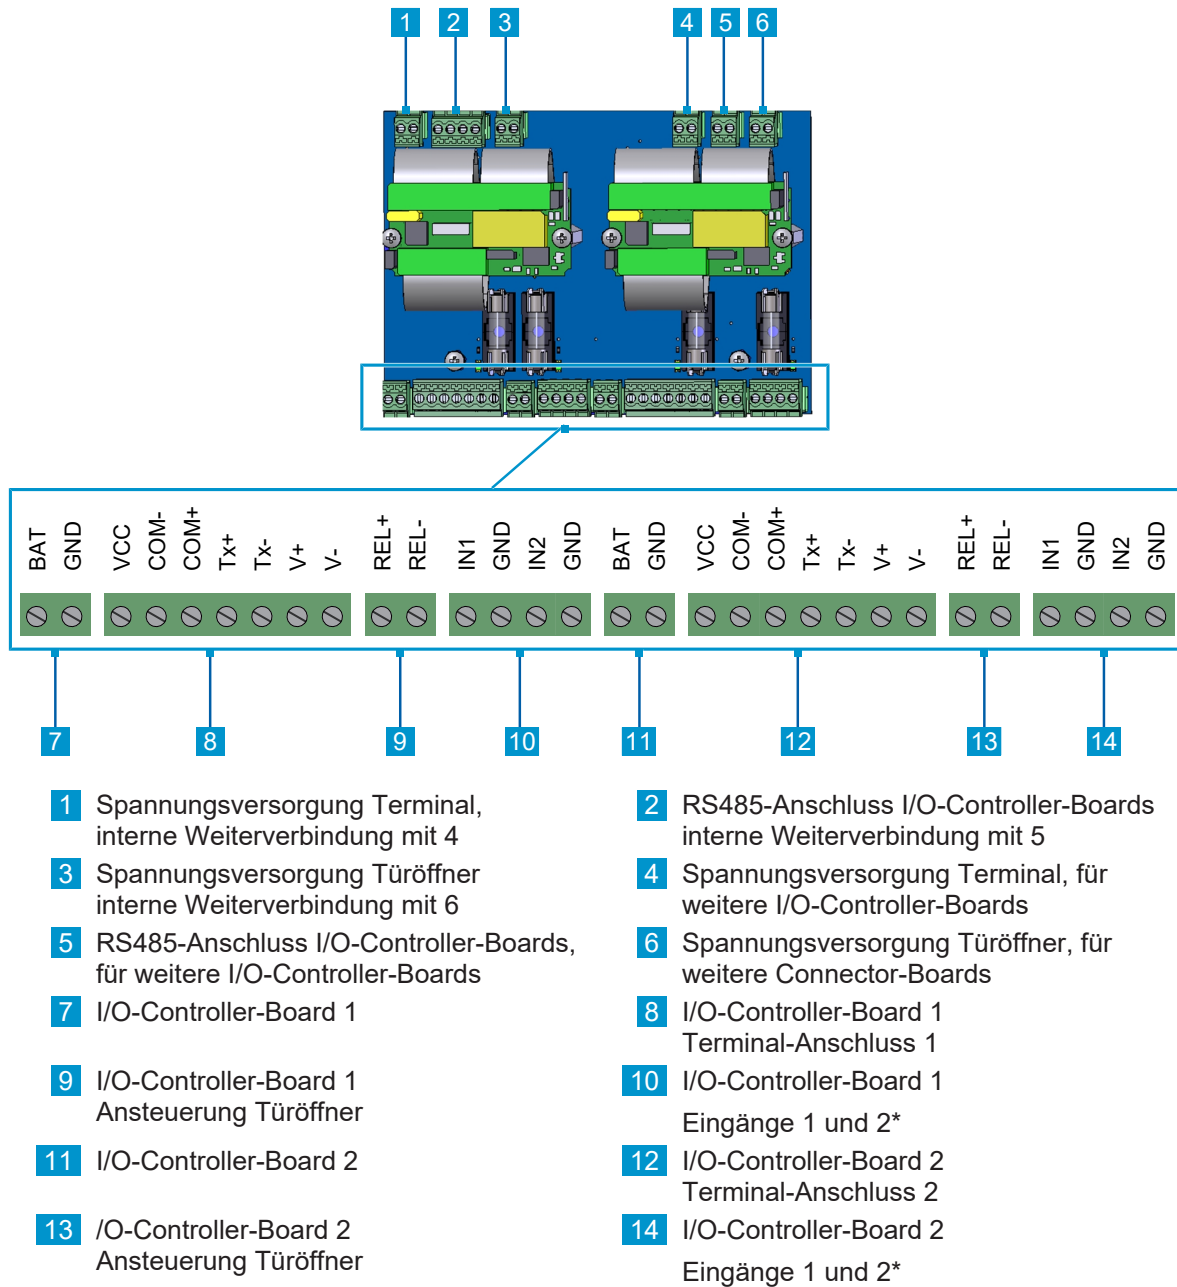 1 2 3 4 5 6
BAT GND VCC COM- COM+ Tx+ Tx- V+ V- REL+ REL- IN1 GND IN2 GND BAT GND VCC COM- COM+ Tx+ Tx- V+ V- REL+ REL- IN1 GND IN2 GND
7 8 9 10 11 12 13 14
1 Spannungsversorgung Terminal,
interne Weiterverbindung mit 4
2 RS485-Anschluss I/O-Controller-Boards
interne Weiterverbindung mit 5
3 Spannungsversorgung Türöffner
interne Weiterverbindung mit 6
4 Spannungsversorgung Terminal, für
weitere I/O-Controller-Boards
5 RS485-Anschluss I/O-Controller-Boards,
für weitere I/O-Controller-Boards
6 Spannungsversorgung Türöffner, für
weitere Connector-Boards
7 I/O-Controller-Board 1
8 I/O-Controller-Board 1
Terminal-Anschluss 1
9 I/O-Controller-Board 1
Ansteuerung Türöffner
10 I/O-Controller-Board 1
Eingänge 1 und 2*
11 I/O-Controller-Board 2
12 I/O-Controller-Board 2
Terminal-Anschluss 2
13 /O-Controller-Board 2
Ansteuerung Türöffner
14 I/O-Controller-Board 2
Eingänge 1 und 2*